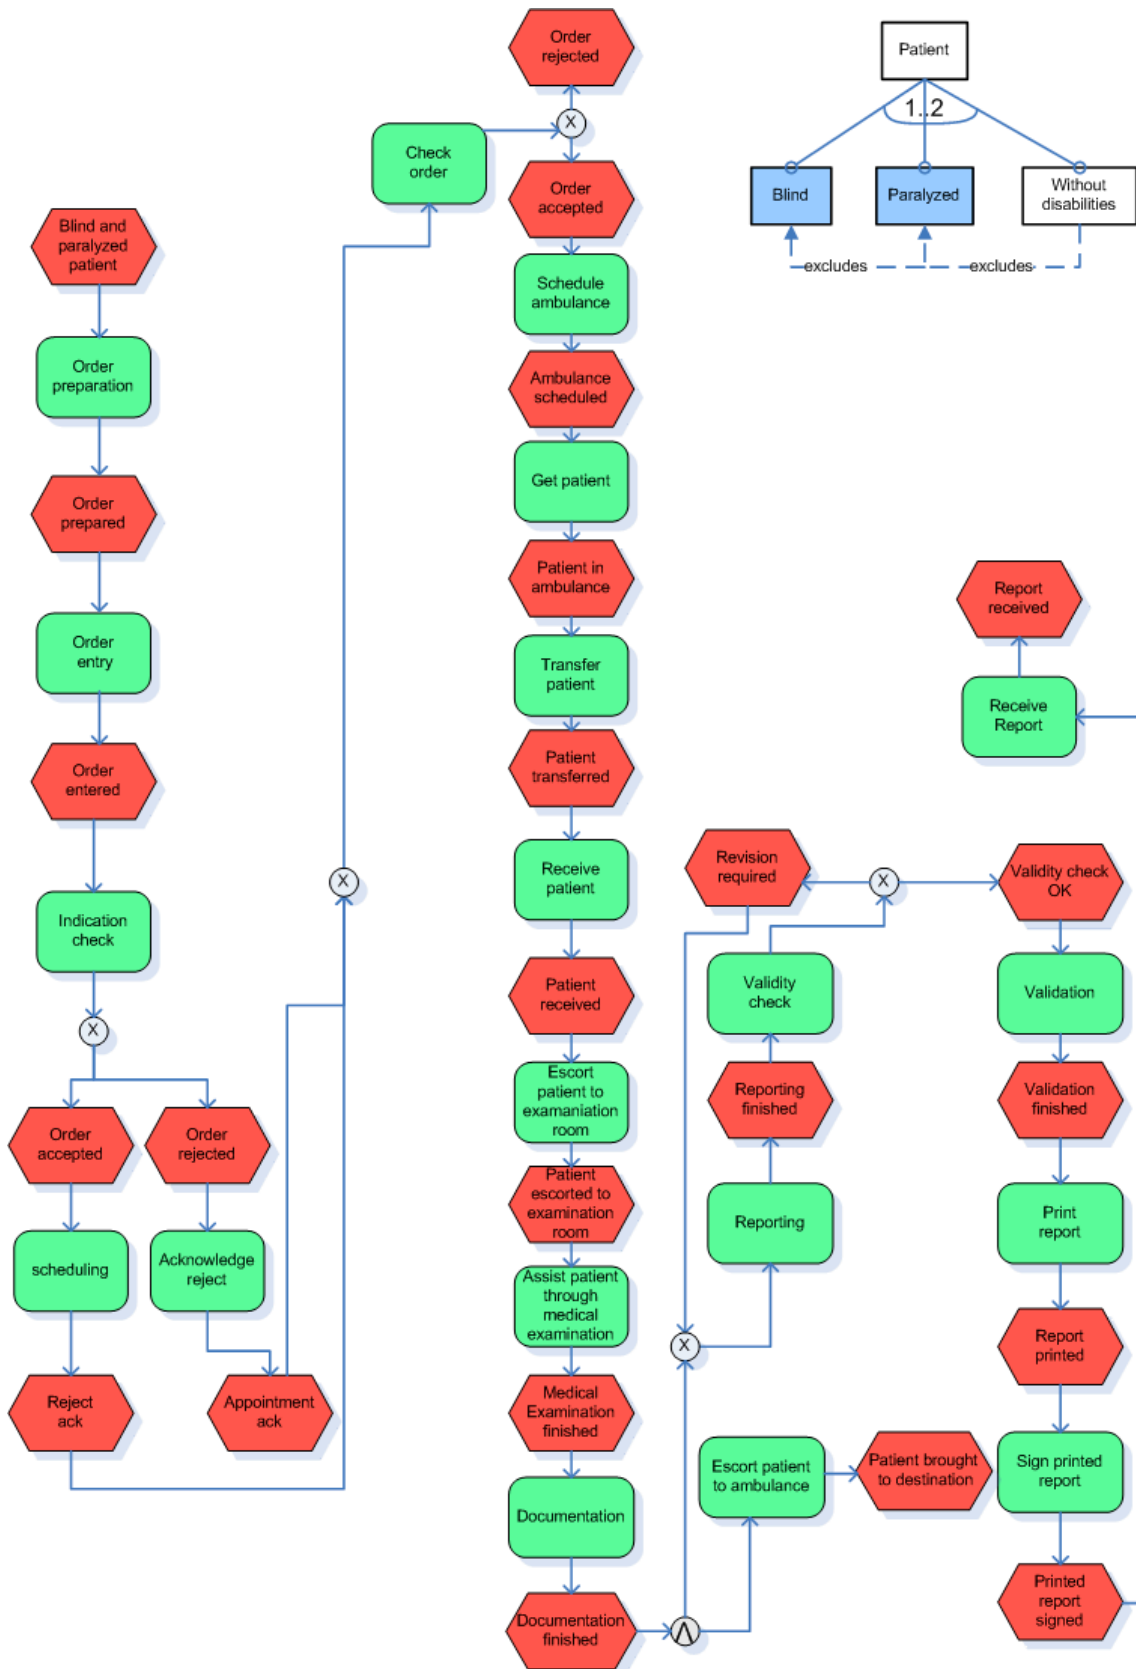 Blind and
paralyzed
patient
Order
preparation
Order
prepared
Order
entry
Order
entered
Indication
check
X
Order
accepted
Order
rejected
scheduling
Acknowledge
reject
Reject
ack
Appointment
ack
X
Check
order
Order
rejected
X
Order
accepted
Schedule
ambulance
Ambulance
scheduled
Get patient
Patient in
ambulance
Transfer
patient
Patient
transferred
Receive
patient
Patient
received
Escort
patient to
examaniation
room
Patient
escorted to
examination
room
Assist patient
through
medical
examination
Medical
Examination
finished
Documentation
Documentation
finished
Λ
X
Escort patient
to ambulance
Patient brought
to destination
Reporting
Reporting
finished
Validity
check
X
Revision
required
Validity check
OK
Validation
Validation
finished
Print
report
Report
printed
Sign printed
report
Printed
report
signed
Receive
Report
Report
received
Patient
1..2
Blind
Paralyzed
Without
disabilities
excludes
excludes